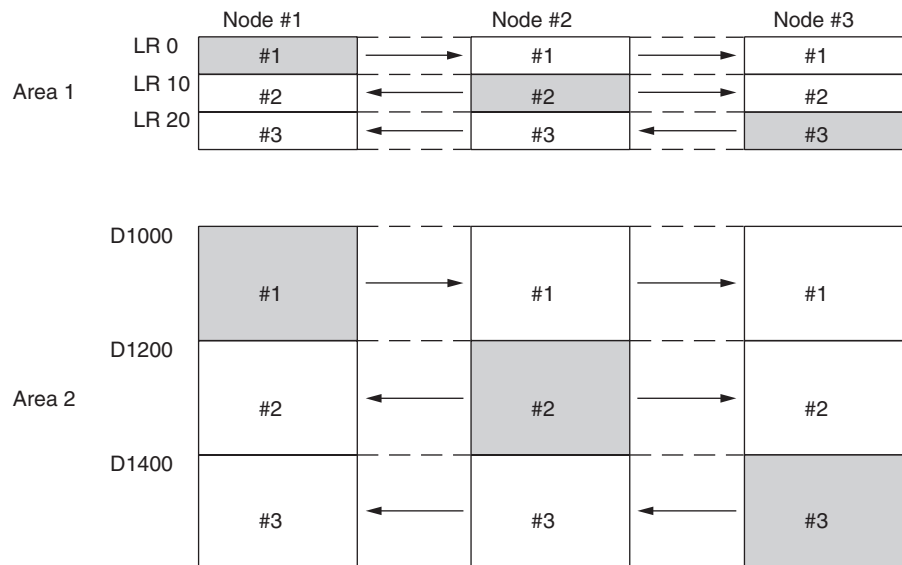 Node #1 Node #2 Node #3
LR 0
#1 #1 #1
Area 1
LR 10
#2 #2 #2
LR 20
#3 #3 #3
D1000
#1 #1 #1
D1200
Area 2
#2 #2 #2
D1400
#3 #3 #3